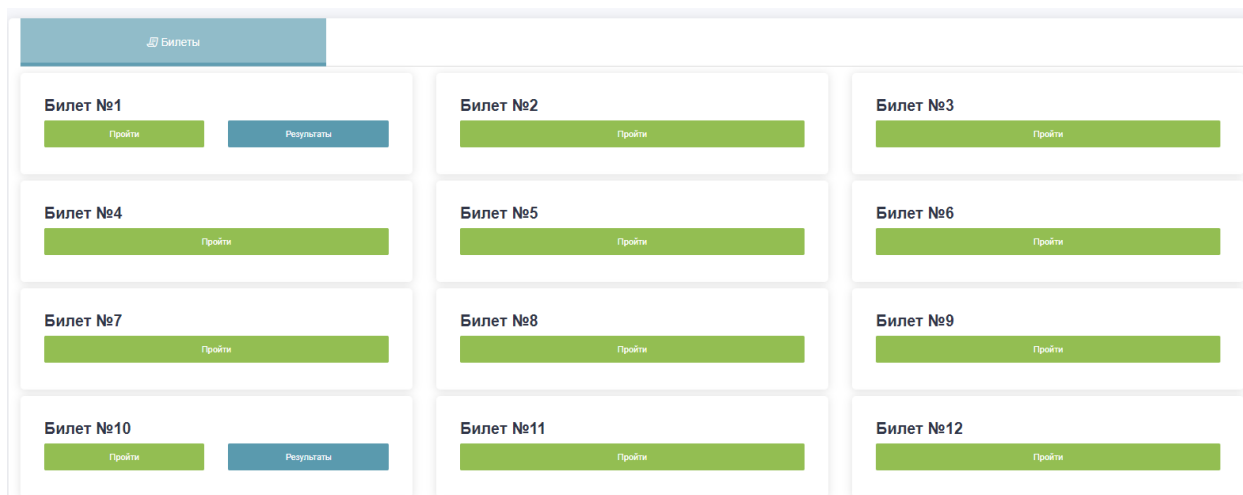 Билеты
Билет №1
Билет №2
Билет №3
Пройти
Результаты
Пройти
Пройти
Билет №4
Билет №5
Билет №6
Пройти
Пройти
Пройти
Билет №7
Билет №8
Билет №9
Пройти
Пройти
Пройти
Билет №10
Билет №11
Билет №12
Пройти
Результаты
Пройти
Пройти